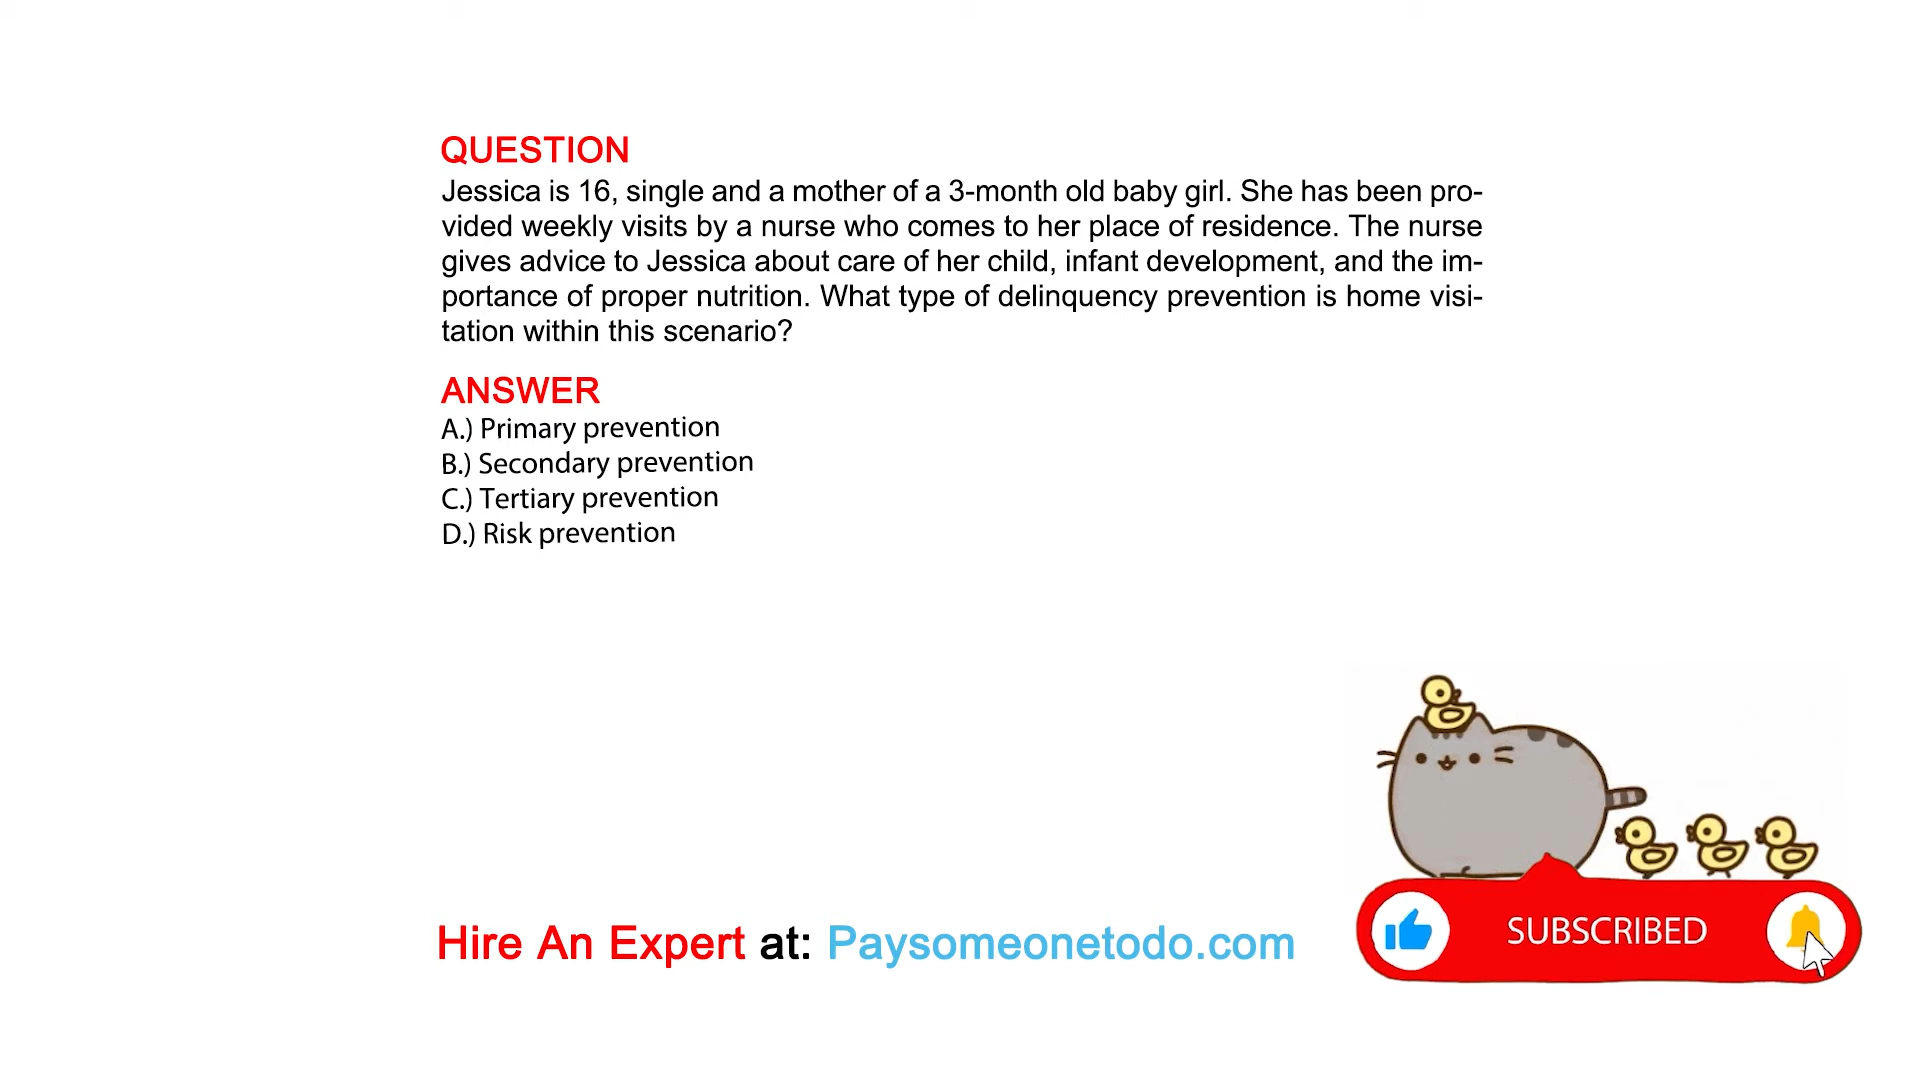 QUESTION
Jessica is 16, single and a mother of a 3-month old baby girl. She has been pro-
vided weekly visits by a nurse who comes to her place of residence. The nurse
gives advice to Jessica about care of her child, infant development, and the im-
portance of proper nutrition. What type of delinquency prevention is home visi-
tation within this scenario?
ANSWER
A.) Primary prevention
B.) Secondary prevention
C.) Tertiary prevention
D.) Risk prevention
Hire An Expert at: Paysomeonetodo.com
SUBSCRIBED